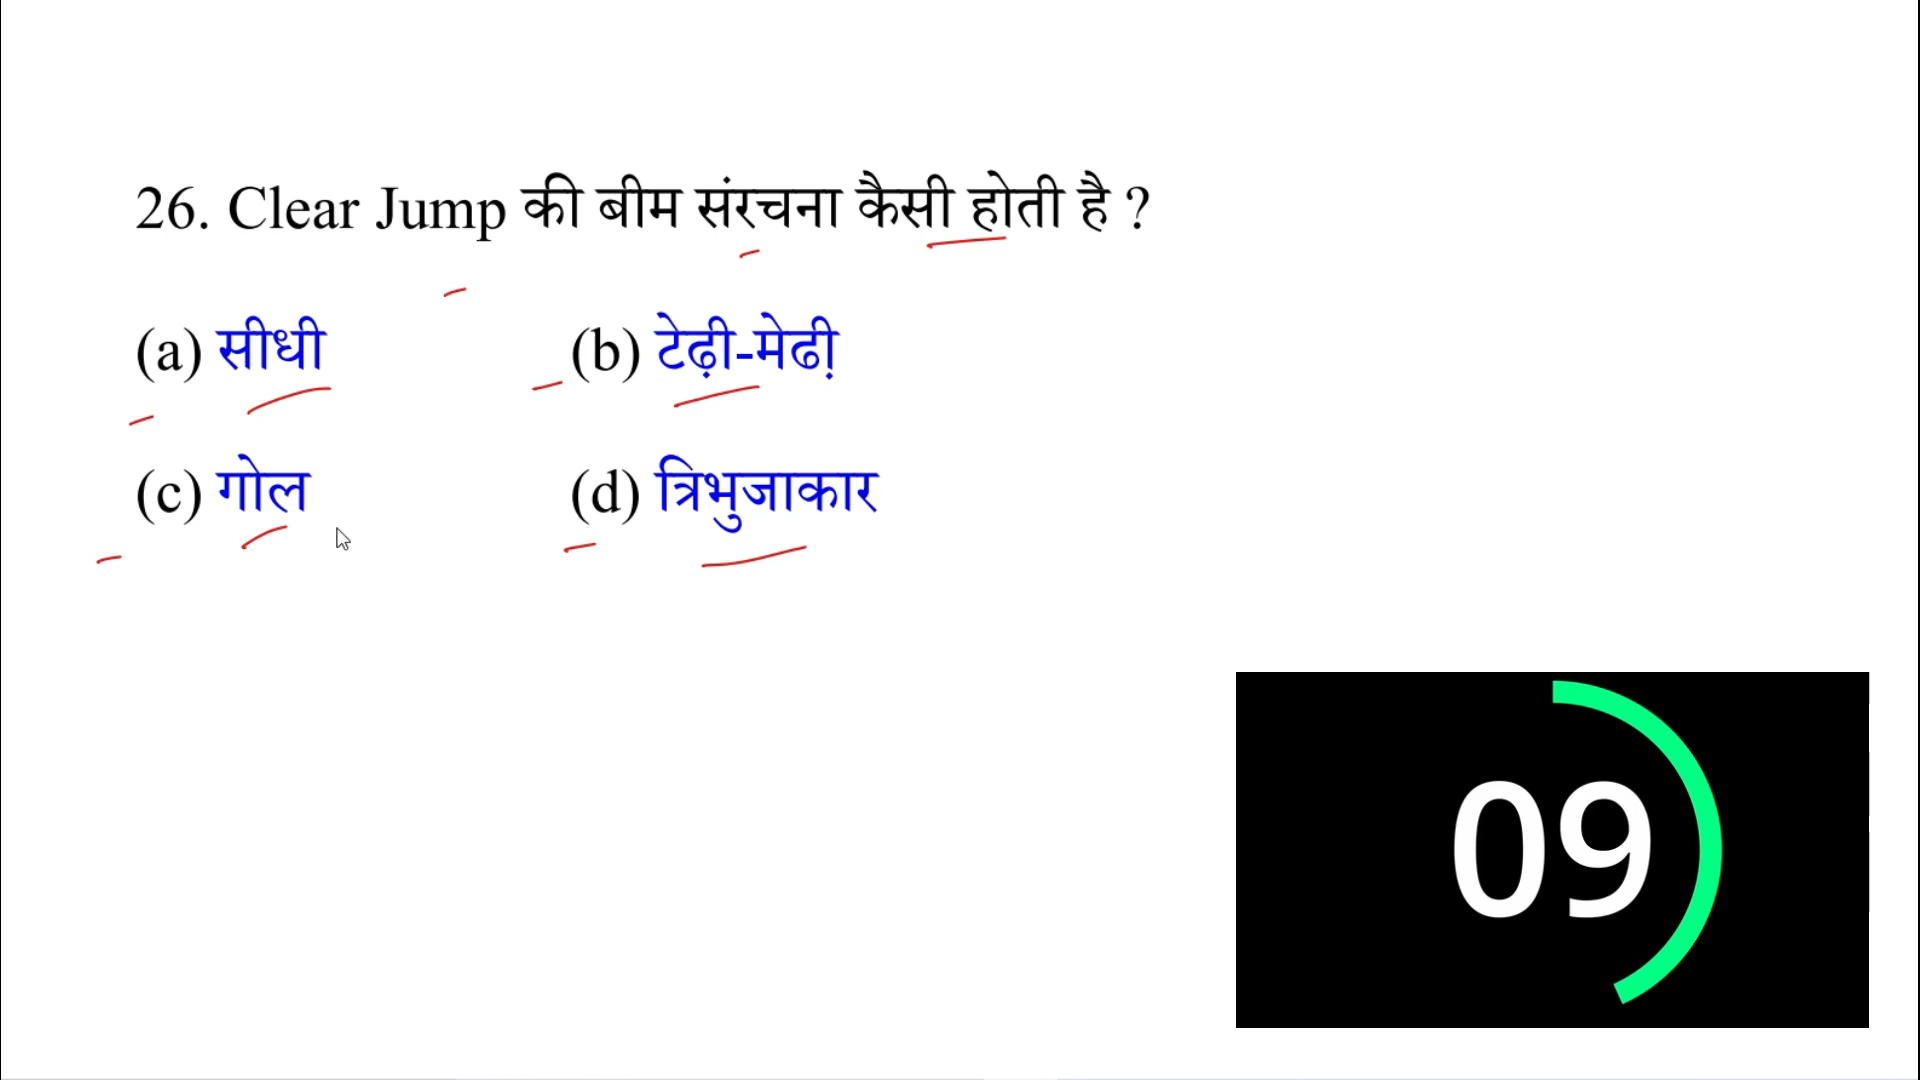 26. Clear Jump की बीम संरचना कैसी होती है ?
(a) सीधी (b) टेढ़ी-मेढी़
(c) गोल (d) त्रिभुजाकार
09